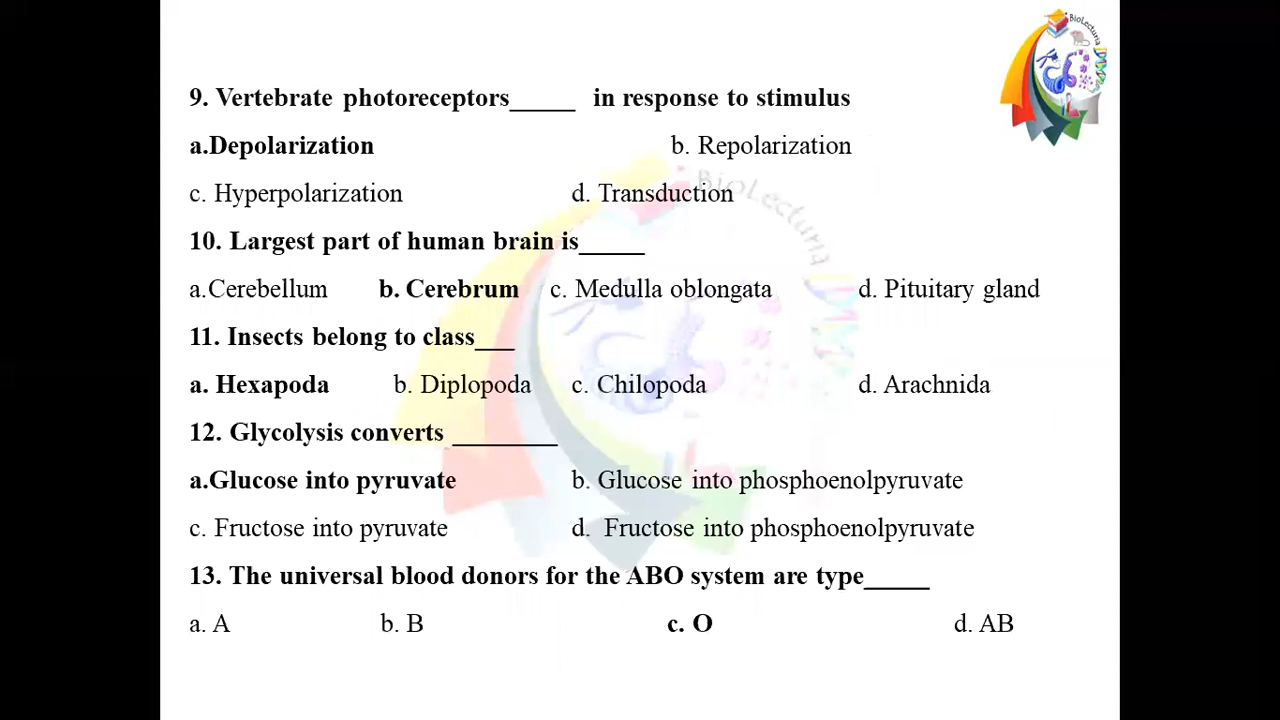 BioLecturia
9. Vertebrate photoreceptors_____ in response to stimulus
a.Depolarization b. Repolarization
c. Hyperpolarization d. Transduction
BioLecturia
10. Largest part of human brain is_____
a.Cerebellum b. Cerebrum c. Medulla oblongata d. Pituitary gland
11. Insects belong to class___
a. Hexapoda b. Diplopoda c. Chilopoda d. Arachnida
12. Glycolysis converts ________
a.Glucose into pyruvate b. Glucose into phosphoenolpyruvate
c. Fructose into pyruvate d. Fructose into phosphoenolpyruvate
13. The universal blood donors for the ABO system are type_____
a. A b. B c. O d. AB